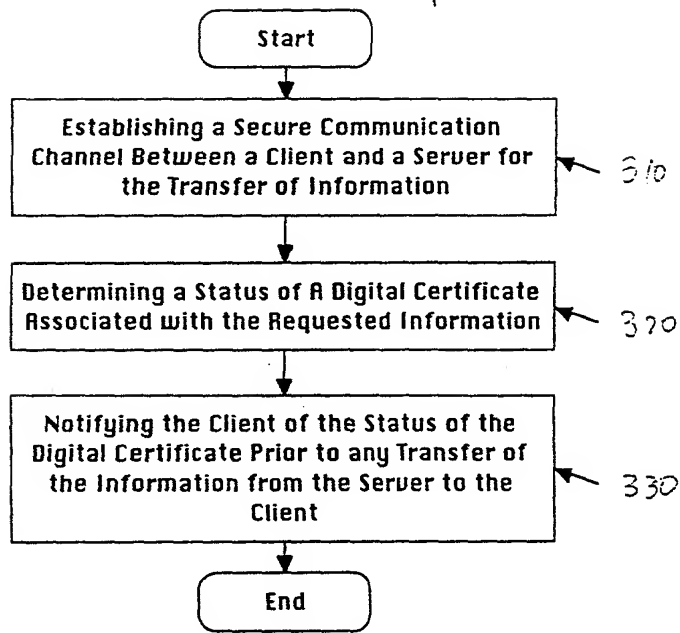 Start
Establishing a Secure Communication
Channel Between a Client and a Server for
the Transfer of Information
310
Determining a Status of A Digital Certificate
Associated with the Requested Information
320
Notifying the Client of the Status of the
Digital Certificate Prior to any Transfer of
the Information from the Server to the
Client
330
End